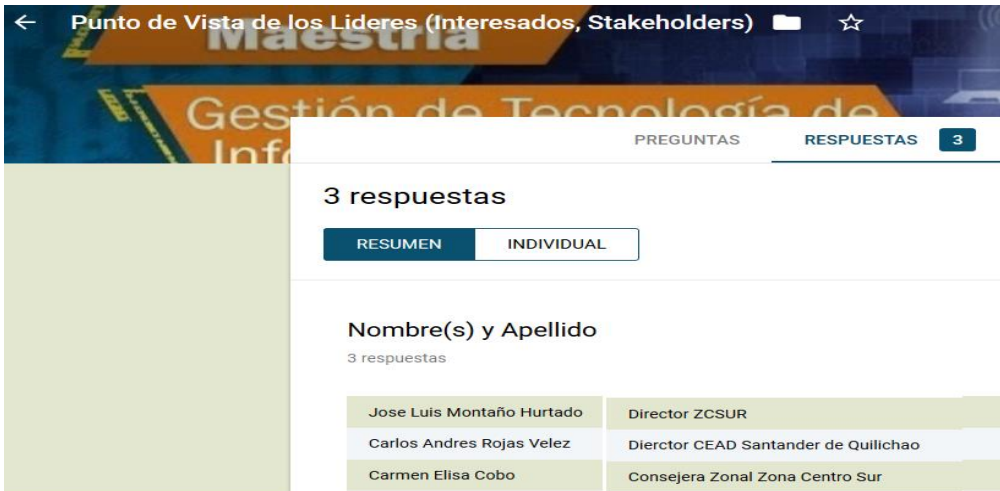 Punto de Vista de los Lideres (Interesados, Stakeholders)
Maestría
Gestión de Tecnología de
PREGUNTAS RESPUESTAS 3
3 respuestas
RESUMEN INDIVIDUAL
Nombre(s) y Apellido
3 respuestas
Jose Luis Montaño Hurtado Director ZCSUR
Carlos Andres Rojas Velez Dierctor CEAD Santander de Quilichao
Carmen Elisa Cobo Consejera Zonal Zona Centro Sur